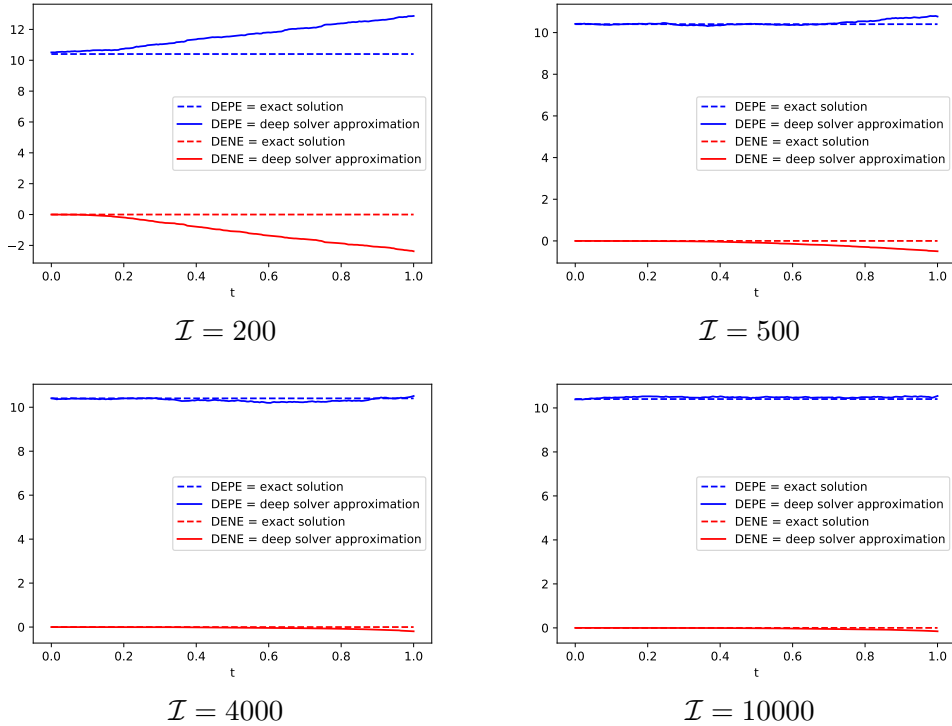 12
10
8
6
4
2
0
−2
DEPE = exact solution
DEPE = deep solver approximation
DENE = exact solution
DENE = deep solver approximation
0.0 0.2 0.4 0.6 0.8 1.0
t
I = 200
10
8
6
4
2
0
DEPE = exact solution
DEPE = deep solver approximation
DENE = exact solution
DENE = deep solver approximation
0.0 0.2 0.4 0.6 0.8 1.0
t
I = 500
10
8
6
4
2
0
DEPE = exact solution
DEPE = deep solver approximation
DENE = exact solution
DENE = deep solver approximation
0.0 0.2 0.4 0.6 0.8 1.0
t
I = 4000
10
8
6
4
2
0
DEPE = exact solution
DEPE = deep solver approximation
DENE = exact solution
DENE = deep solver approximation
0.0 0.2 0.4 0.6 0.8 1.0
t
I = 10000